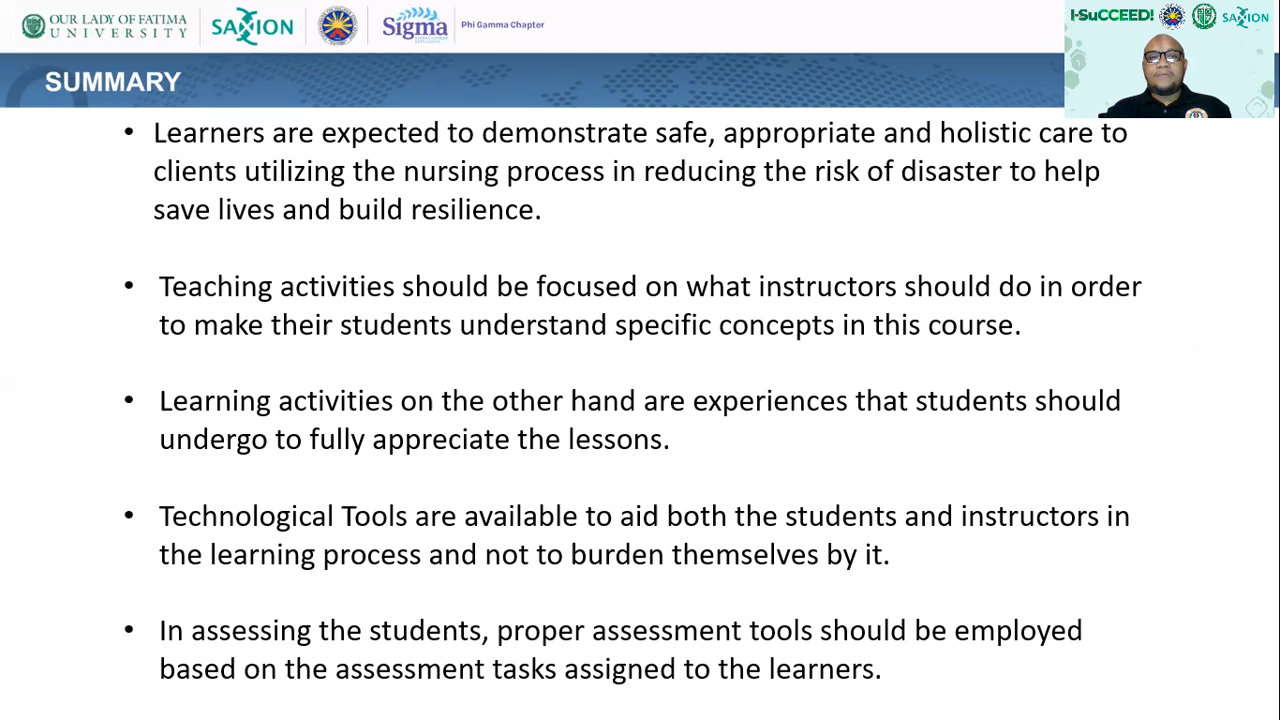 OUR LADY OF FATIMA
UNIVERSITY
SAXION
Sigma
Phi Gamma Chapter
I-SuCCEED!
SAXION
SUMMARY
• Learners are expected to demonstrate safe, appropriate and holistic care to
clients utilizing the nursing process in reducing the risk of disaster to help
save lives and build resilience.
• Teaching activities should be focused on what instructors should do in order
to make their students understand specific concepts in this course.
• Learning activities on the other hand are experiences that students should
undergo to fully appreciate the lessons.
• Technological Tools are available to aid both the students and instructors in
the learning process and not to burden themselves by it.
• In assessing the students, proper assessment tools should be employed
based on the assessment tasks assigned to the learners.